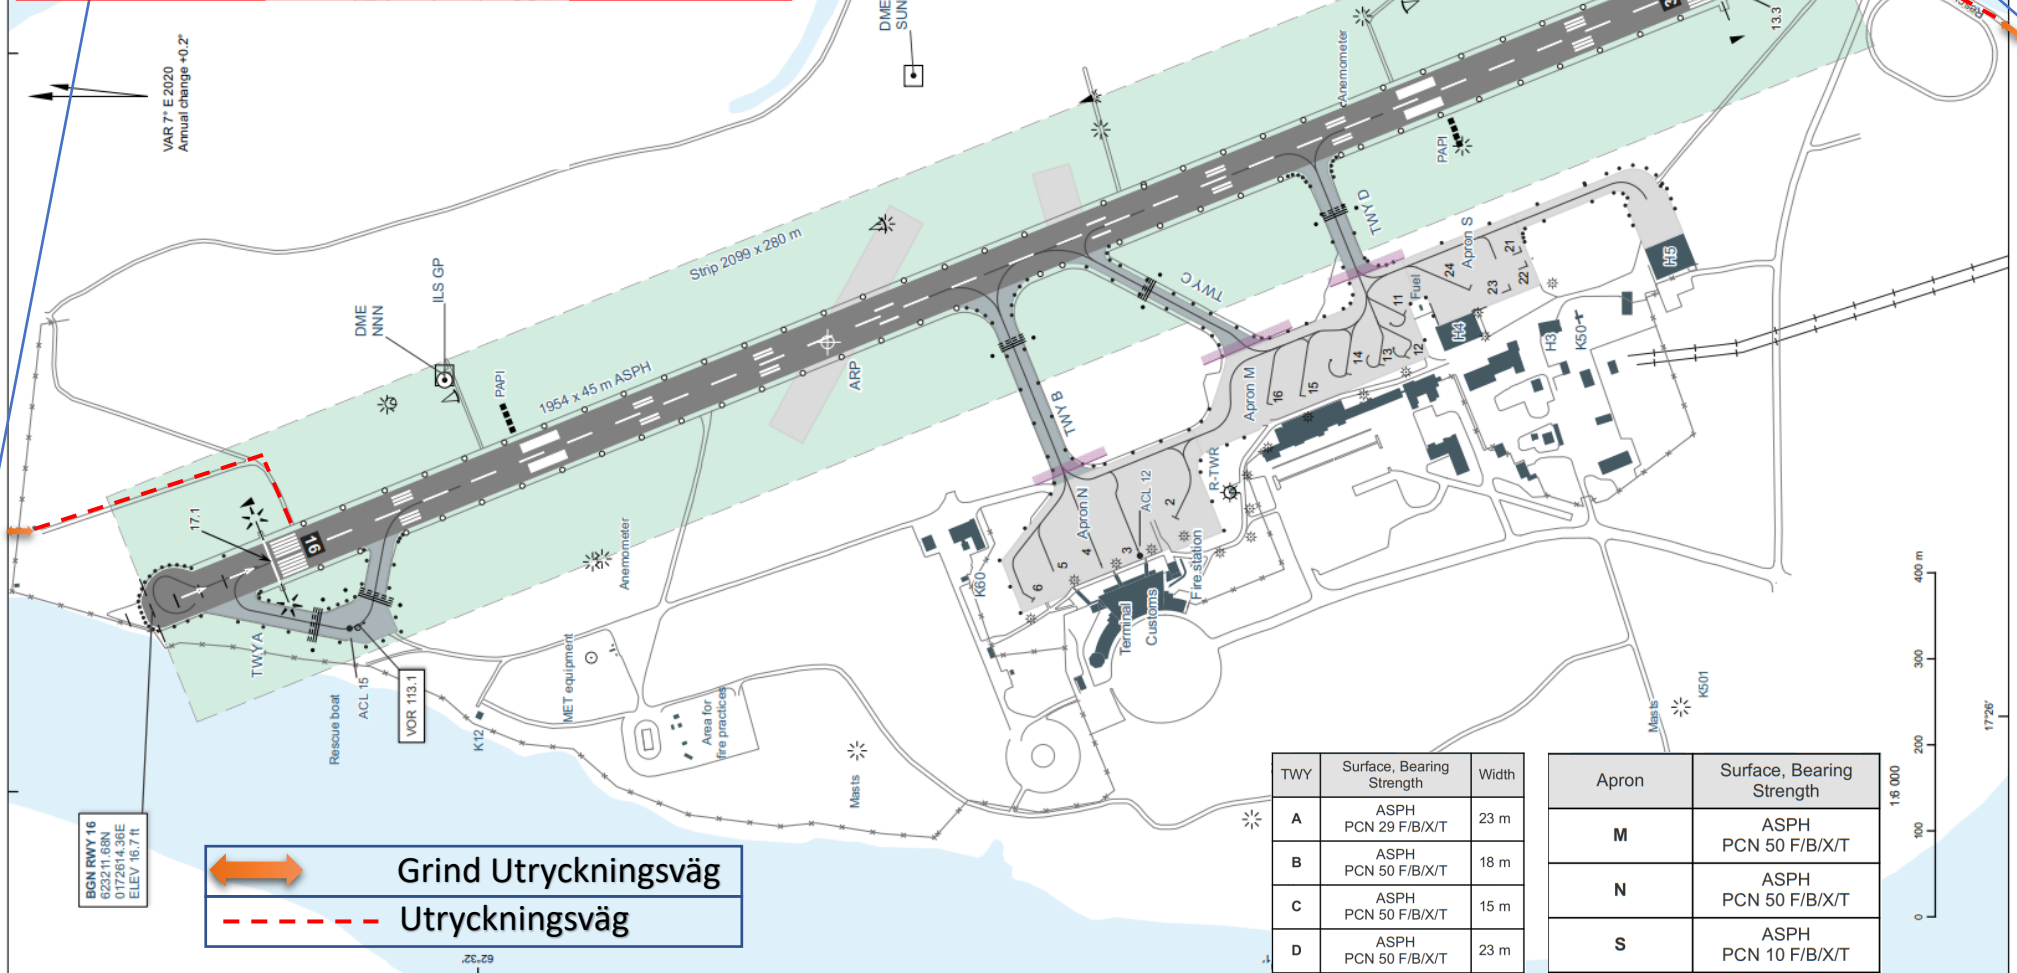 VAR 7° E 2020
Annual change +0.2°
DME
SUN
13.3
Anemometer
PAPI
Strip 2099 x 280 m
DME
NNN
ILS GP
PAPI
1954 x 45 m ASPH
ARP
TWY B
TWY C
TWY D
Apron S
24
21
22
23
11
Fuel
H5
H4
H3
K50
14
13
12
15
16
Apron M
R-TWR
ACL 12
2
Apron N
3
4
5
6
K60
Fire station
Terminal
Customs
17.1
16
TWY A
Anemometer
MET equipment
Rescue boat
ACL 15
VOR 113.1
K12
Area for
fire practices
Masts
Masts
K501
17°26'
BGN RWY 16
623211.68N
0172614.36E
ELEV 16.7 ft
Grind Utryckningsväg
Utryckningsväg
62°32'
TWY Surface, Bearing Strength Width
A ASPH PCN 29 F/B/X/T 23 m
B ASPH PCN 50 F/B/X/T 18 m
C ASPH PCN 50 F/B/X/T 15 m
D ASPH PCN 50 F/B/X/T 23 m
Apron Surface, Bearing Strength
M ASPH PCN 50 F/B/X/T
N ASPH PCN 50 F/B/X/T
S ASPH PCN 10 F/B/X/T
1:6 000
0 100 200 300 400 m